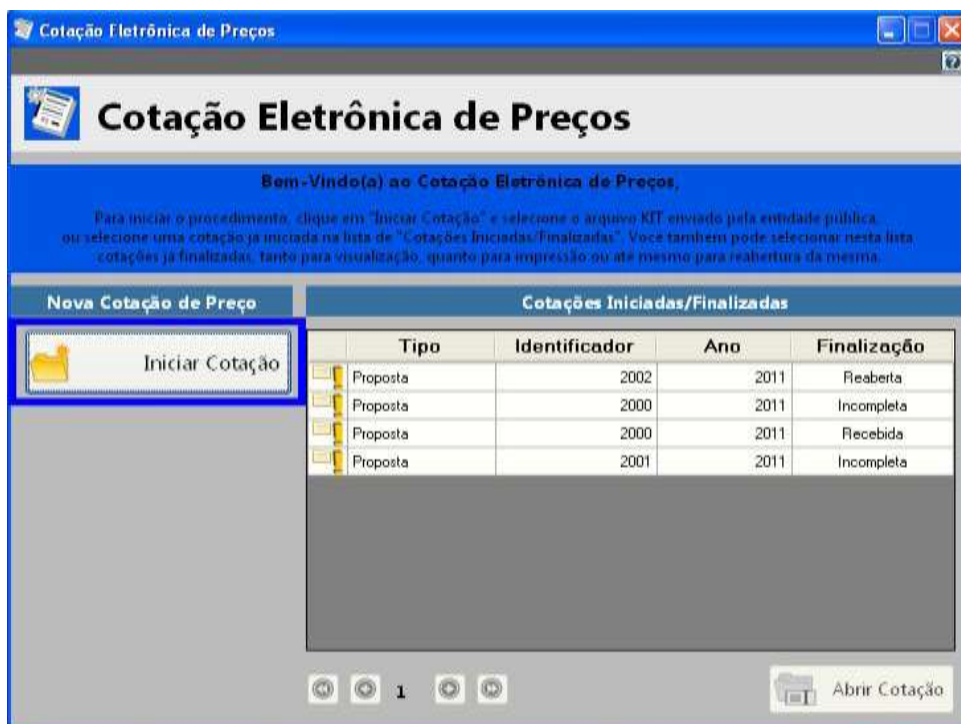 Cotação Eletrônica de Preços
Cotação Eletrônica de Preços
Bem-Vindo(a) ao Cotação Eletrônica de Preços,
Para iniciar o procedimento, clique em "Iniciar Cotação" e selecione o arquivo KIT enviado pela entidade pública,
ou selecione uma cotação já iniciada na lista de "Cotações Iniciadas/Finalizadas". Voce tambem pode selecionar nesta lista
cotações já finalizadas, tanto para visualização, quanto para impressão ou até mesmo para reabertura da mesma.
Nova Cotação de Preço
Cotações Iniciadas/Finalizadas
Iniciar Cotação
Tipo Identificador Ano Finalização
Proposta 2002 2011 Reaberta
Proposta 2000 2011 Incompleta
Proposta 2000 2011 Recebida
Proposta 2001 2011 Incompleta
1
Abrir Cotação